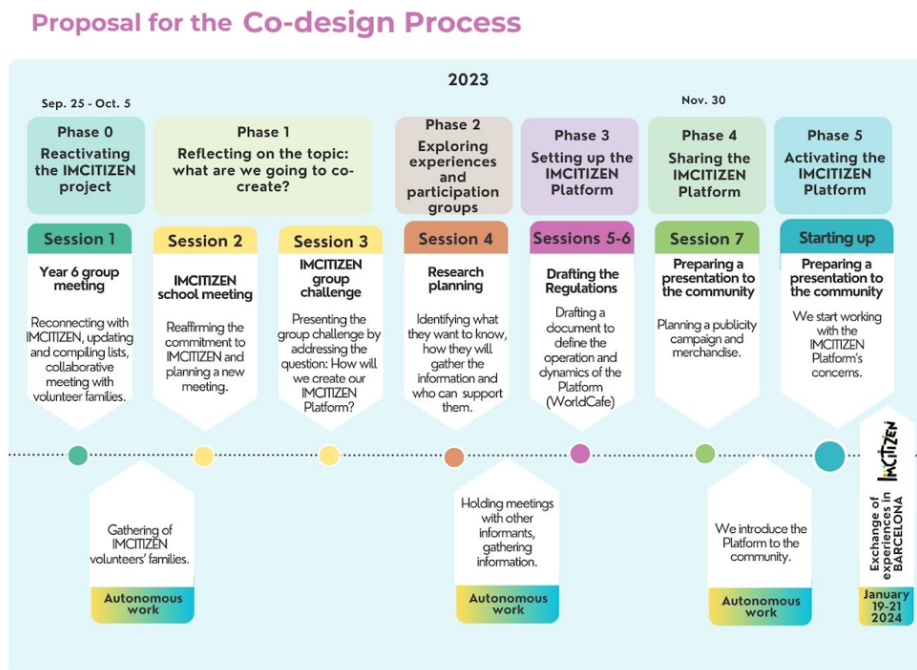 Proposal for the Co-design Process
2023
Sep. 25 - Oct. 5
Nov. 30
Phase 0
Reactivating
the IMCITIZEN
project
Phase 1
Reflecting on the topic:
what are we going to co-
create?
Phase 2
Exploring
experiences
and
participation
groups
Phase 3
Setting up the
IMCITIZEN
Platform
Phase 4
Sharing the
IMCITIZEN
Platform
Phase 5
Activating the
IMCITIZEN
Platform
Session 1
Year 6 group
meeting
Reconnecting with
IMCITIZEN, updating
and compiling lists,
collaborative
meeting with
volunteer families.
Session 2
IMCITIZEN
school meeting
Reaffirming the
commitment to
IMCITIZEN and
planning a new
meeting.
Session 3
IMCITIZEN
group
challenge
Presenting the
group challenge by
addressing the
question: How will
we create our
IMCITIZEN
Platform?
Session 4
Research
planning
Identifying what
they want to know,
how they will
gather the
information and
who can support
them.
Sessions 5-6
Drafting the
Regulations
Drafting a
document to
define the
operation and
dynamics of the
Platform
(WorldCafe)
Session 7
Preparing a
presentation to
the community
Planning a publicity
campaign and
merchandise.
Starting up
Preparing a
presentation to
the community
We start working
with the
IMCITIZEN
Platform's
concerns.
Gathering of
IMCITIZEN
volunteers' families.
Autonomous
work
Holding meetings
with other
informants,
gathering
information.
Autonomous
work
We introduce the
Platform to the
community.
Autonomous
work
IMCITIZEN
Exchange of
experiences in
BARCELONA
January
19-21
2024